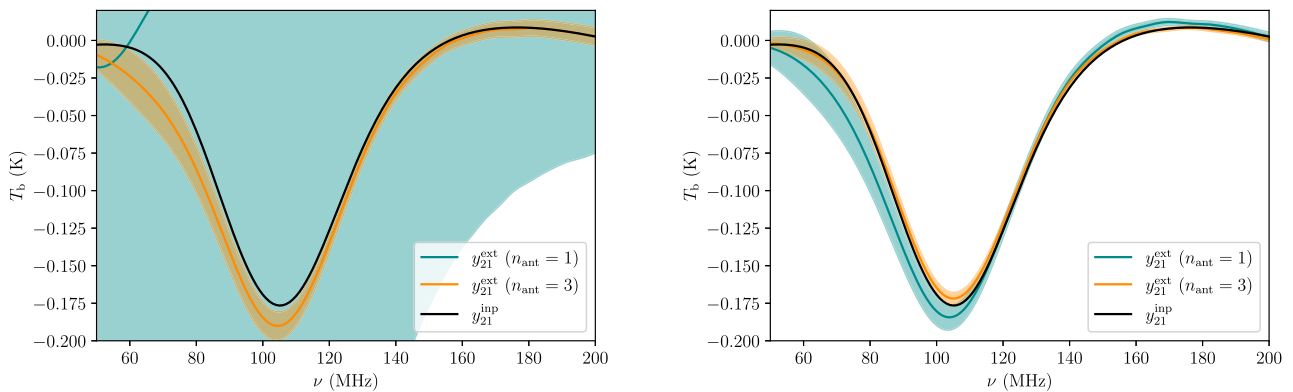 0.000
−0.025
−0.050
−0.075
−0.100
−0.125
−0.150
−0.175
−0.200
T_b (K)
60 80 100 120 140 160 180 200
ν (MHz)
y_21^ext (n_ant = 1)
y_21^ext (n_ant = 3)
y_21^inp
0.000
−0.025
−0.050
−0.075
−0.100
−0.125
−0.150
−0.175
−0.200
T_b (K)
60 80 100 120 140 160 180 200
ν (MHz)
y_21^ext (n_ant = 1)
y_21^ext (n_ant = 3)
y_21^inp